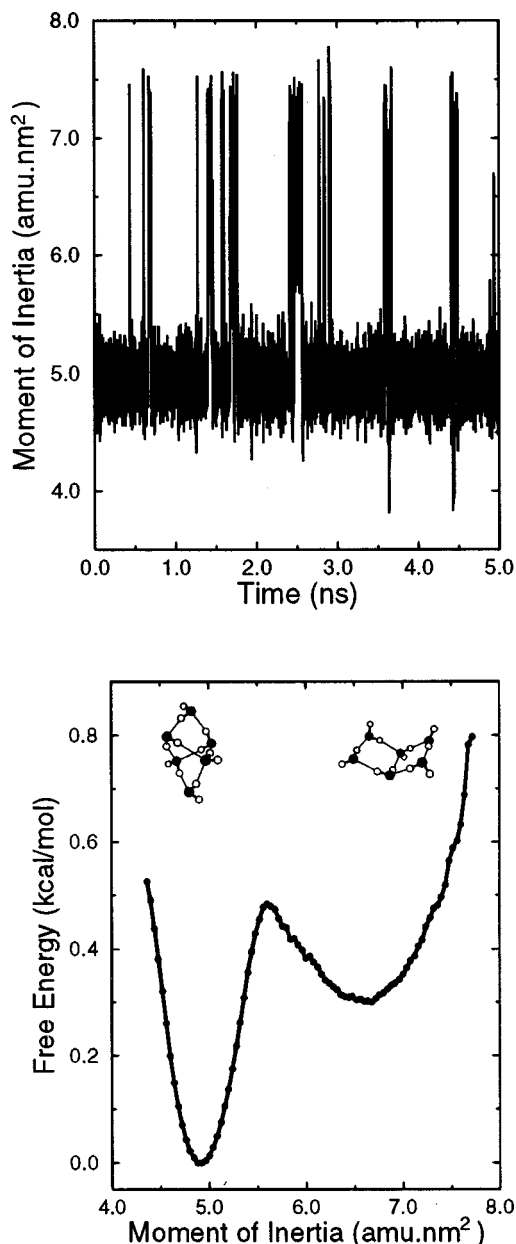 8.0
7.0
6.0
5.0
4.0
Moment of Inertia (amu.nm²)
0.0 1.0 2.0 3.0 4.0 5.0
Time (ns)
0.8
0.6
0.4
0.2
0.0
Free Energy (kcal/mol)
4.0 5.0 6.0 7.0 8.0
Moment of Inertia (amu.nm²)